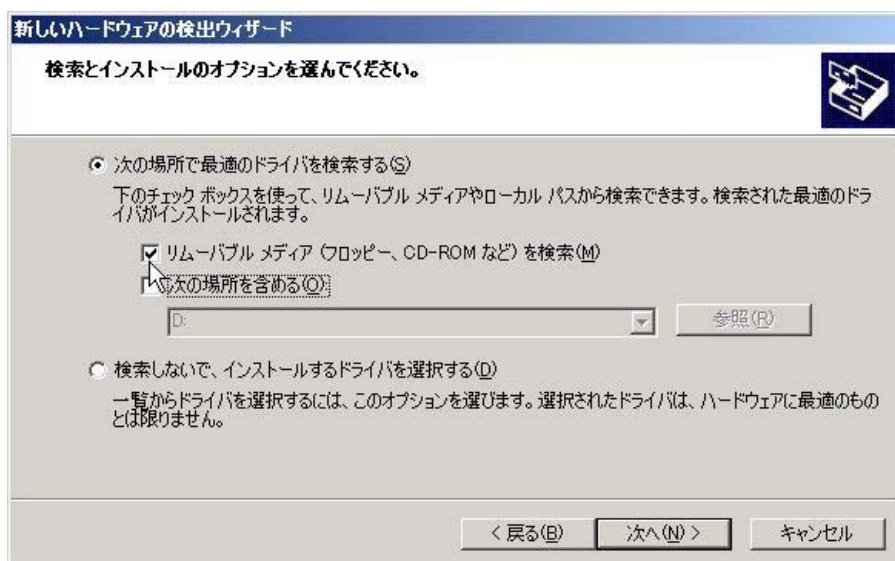 新しいハードウェアの検出ウィザード
検索とインストールのオプションを選んでください。
次の場所で最適のドライバを検索する(S)
下のチェック ボックスを使って、リムーバブル メディアやローカル パスから検索できます。検索された最適のドラ
イバがインストールされます。
リムーバブル メディア (フロッピー、CD-ROM など) を検索(M)
次の場所を含める(O):
D:
参照(R)
検索しないで、インストールするドライバを選択する(D)
一覧からドライバを選択するには、このオプションを選びます。選択されたドライバは、ハードウェアに最適のもの
とは限りません。
< 戻る(B)
次へ(N) >
キャンセル